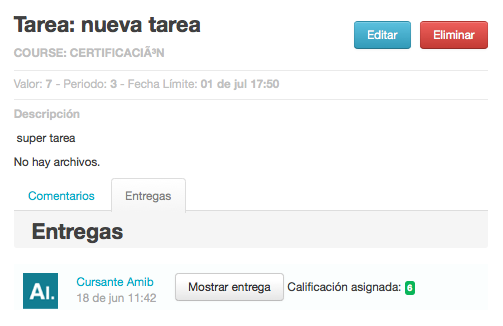 Tarea: nueva tarea
Editar
Eliminar
COURSE: CERTIFICACIÃ³N
Valor: 7 - Periodo: 3 - Fecha Límite: 01 de jul 17:50
Descripción
super tarea
No hay archivos.
Comentarios
Entregas
Entregas
AI.
Cursante Amib
18 de jun 11:42
Mostrar entrega
Calificación asignada: 6